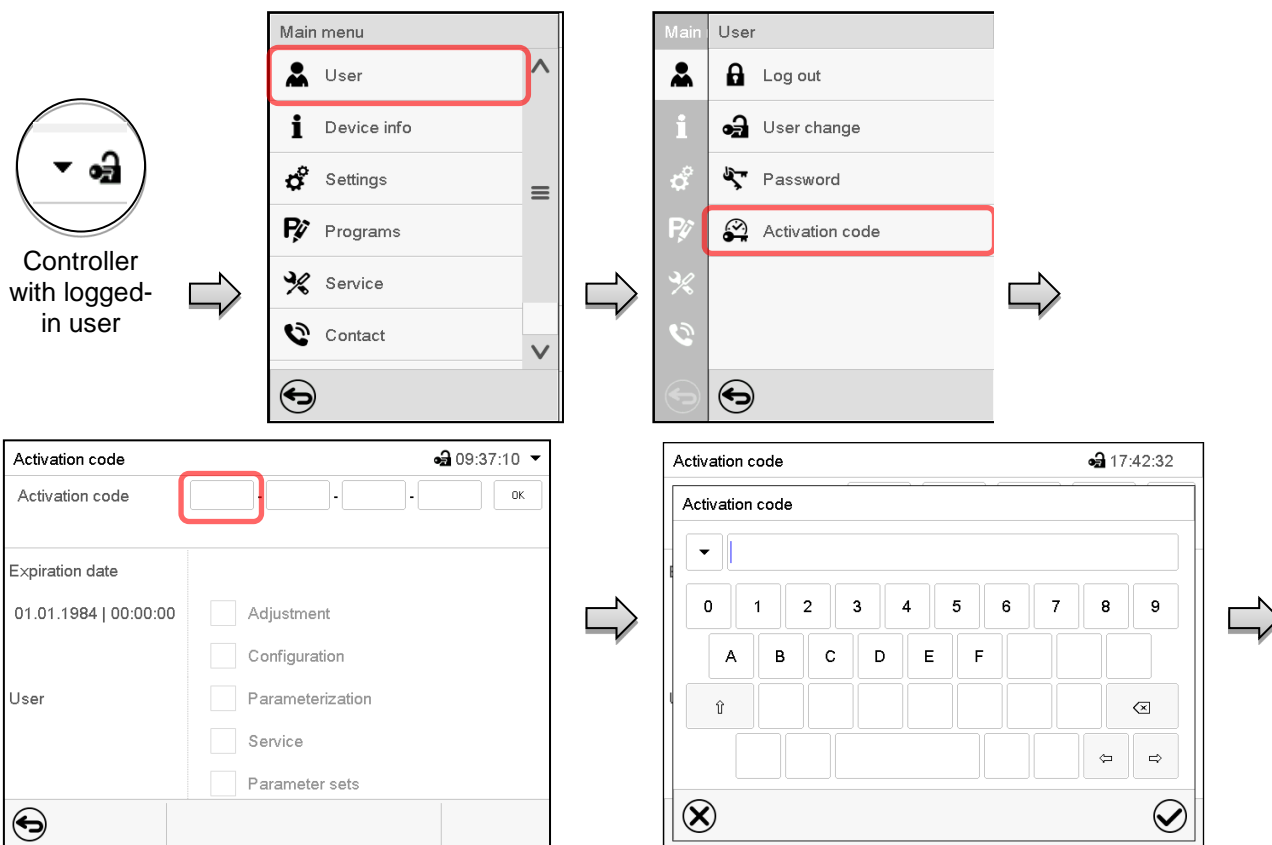 Controller
with logged-
in user
Main menu
User
Device info
Settings
Programs
Service
Contact
Main
User
Log out
User change
Password
Activation code
Activation code
09:37:10
Activation code
-
-
-
OK
Expiration date
01.01.1984 | 00:00:00
Adjustment
Configuration
User
Parameterization
Service
Parameter sets
Activation code
17:42:32
Activation code
0 1 2 3 4 5 6 7 8 9
A B C D E F